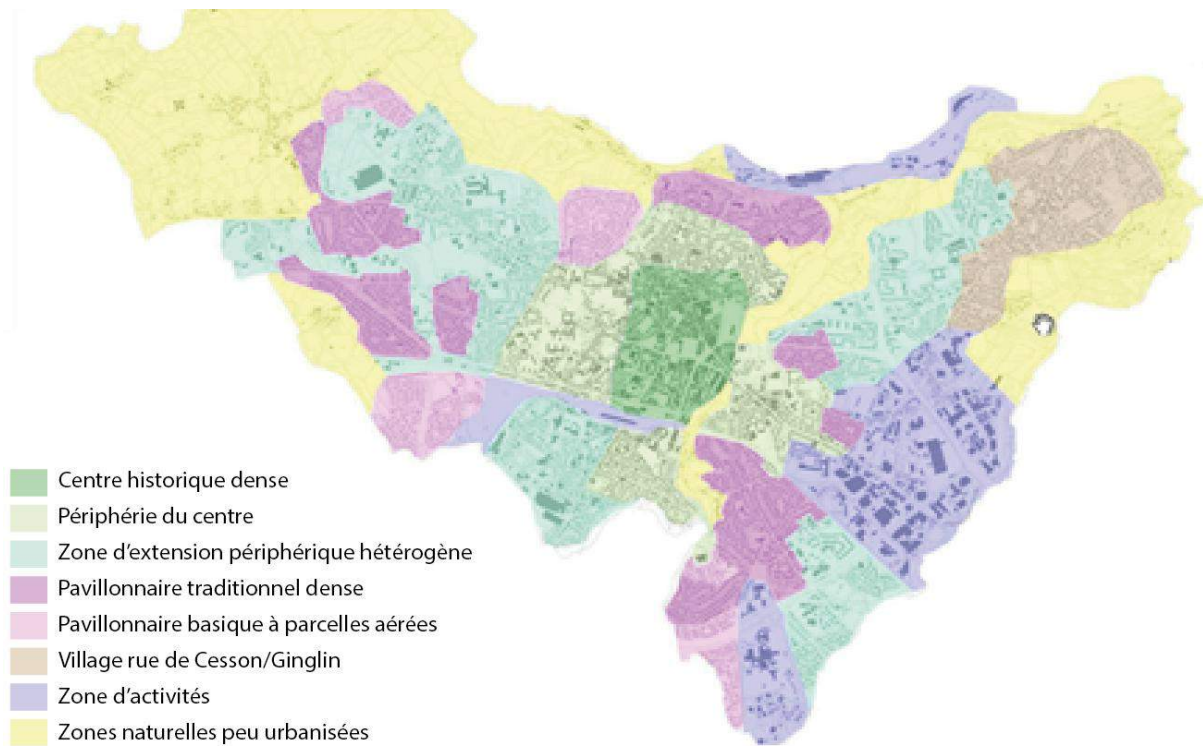 Centre historique dense
Périphérie du centre
Zone d'extension périphérique hétérogène
Pavillonnaire traditionnel dense
Pavillonnaire basique à parcelles aérées
Village rue de Cesson/Ginglin
Zone d'activités
Zones naturelles peu urbanisées